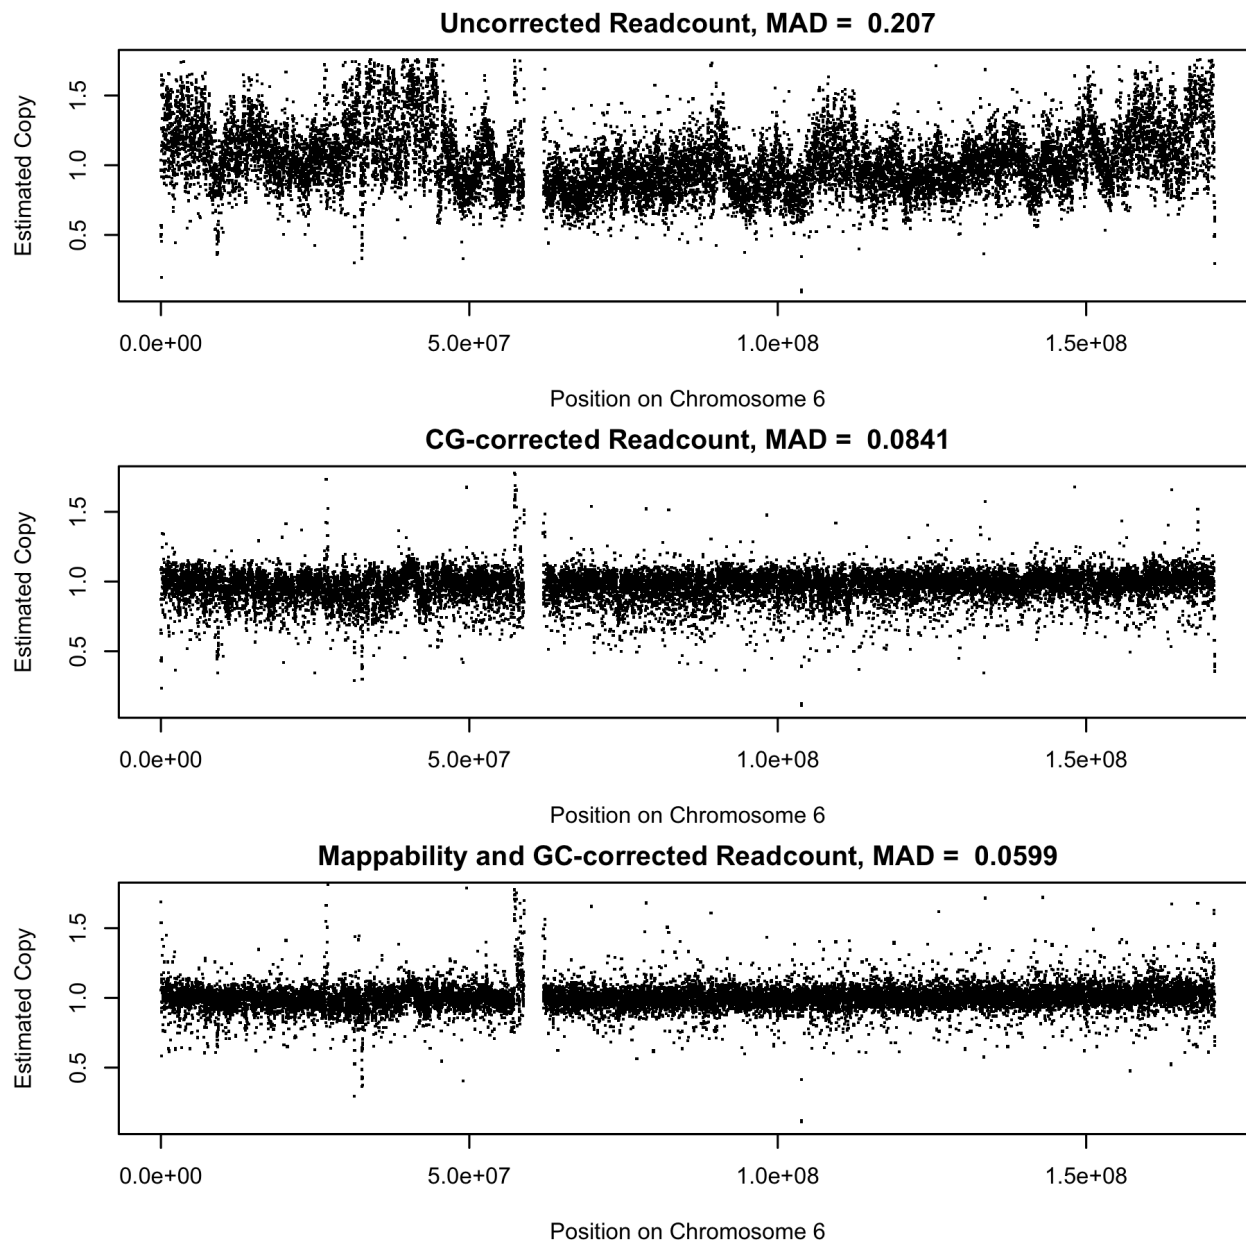 Uncorrected Readcount, MAD =  0.207
Estimated Copy
1.5
1.0
0.5
0.0e+00 5.0e+07 1.0e+08 1.5e+08
Position on Chromosome 6
CG-corrected Readcount, MAD =  0.0841
Estimated Copy
1.5
1.0
0.5
0.0e+00 5.0e+07 1.0e+08 1.5e+08
Position on Chromosome 6
Mappability and GC-corrected Readcount, MAD =  0.0599
Estimated Copy
1.5
1.0
0.5
0.0e+00 5.0e+07 1.0e+08 1.5e+08
Position on Chromosome 6